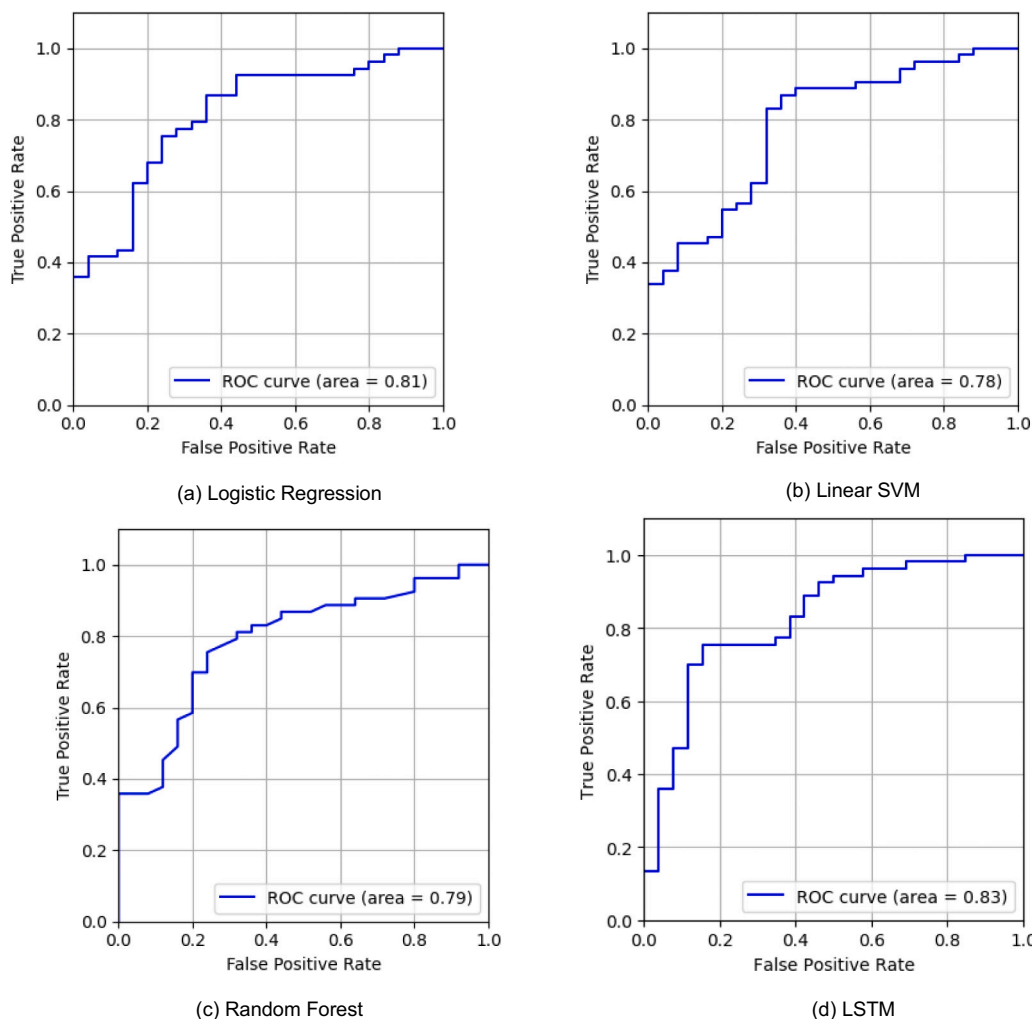 1.0
0.8
0.6
0.4
0.2
0.0
True Positive Rate
ROC curve (area = 0.81)
0.0 0.2 0.4 0.6 0.8 1.0
False Positive Rate
(a) Logistic Regression
1.0
0.8
0.6
0.4
0.2
0.0
True Positive Rate
ROC curve (area = 0.78)
0.0 0.2 0.4 0.6 0.8 1.0
False Positive Rate
(b) Linear SVM
1.0
0.8
0.6
0.4
0.2
0.0
True Positive Rate
ROC curve (area = 0.79)
0.0 0.2 0.4 0.6 0.8 1.0
False Positive Rate
(c) Random Forest
1.0
0.8
0.6
0.4
0.2
0.0
True Positive Rate
ROC curve (area = 0.83)
0.0 0.2 0.4 0.6 0.8 1.0
False Positive Rate
(d) LSTM